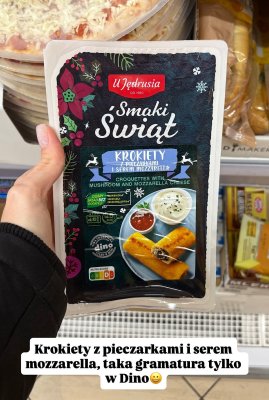 U Jędrusia
Smaki
Świąt
KROKIETY
Z PIECZARKAMI
I SEREM MOZZARELLA
CROQUETTES WITH
MUSHROOM AND MOZZARELLA CHEESE
dino
Krokiety z pieczarkami i serem
mozzarella, taka gramatura tylko
w Dino😀